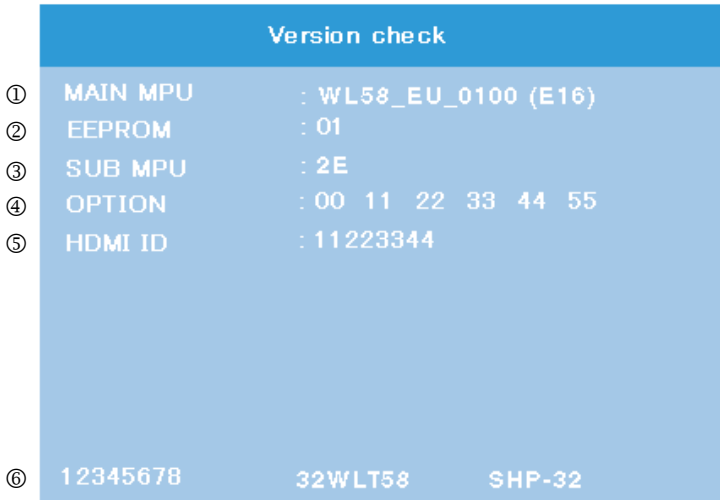 Version check
① MAIN MPU : WL58_EU_0100 (E16)
② EEPROM : 01
③ SUB MPU : 2E
④ OPTION : 00 11 22 33 44 55
⑤ HDMI ID : 11223344
⑥ 12345678 32WLT58 SHP-32